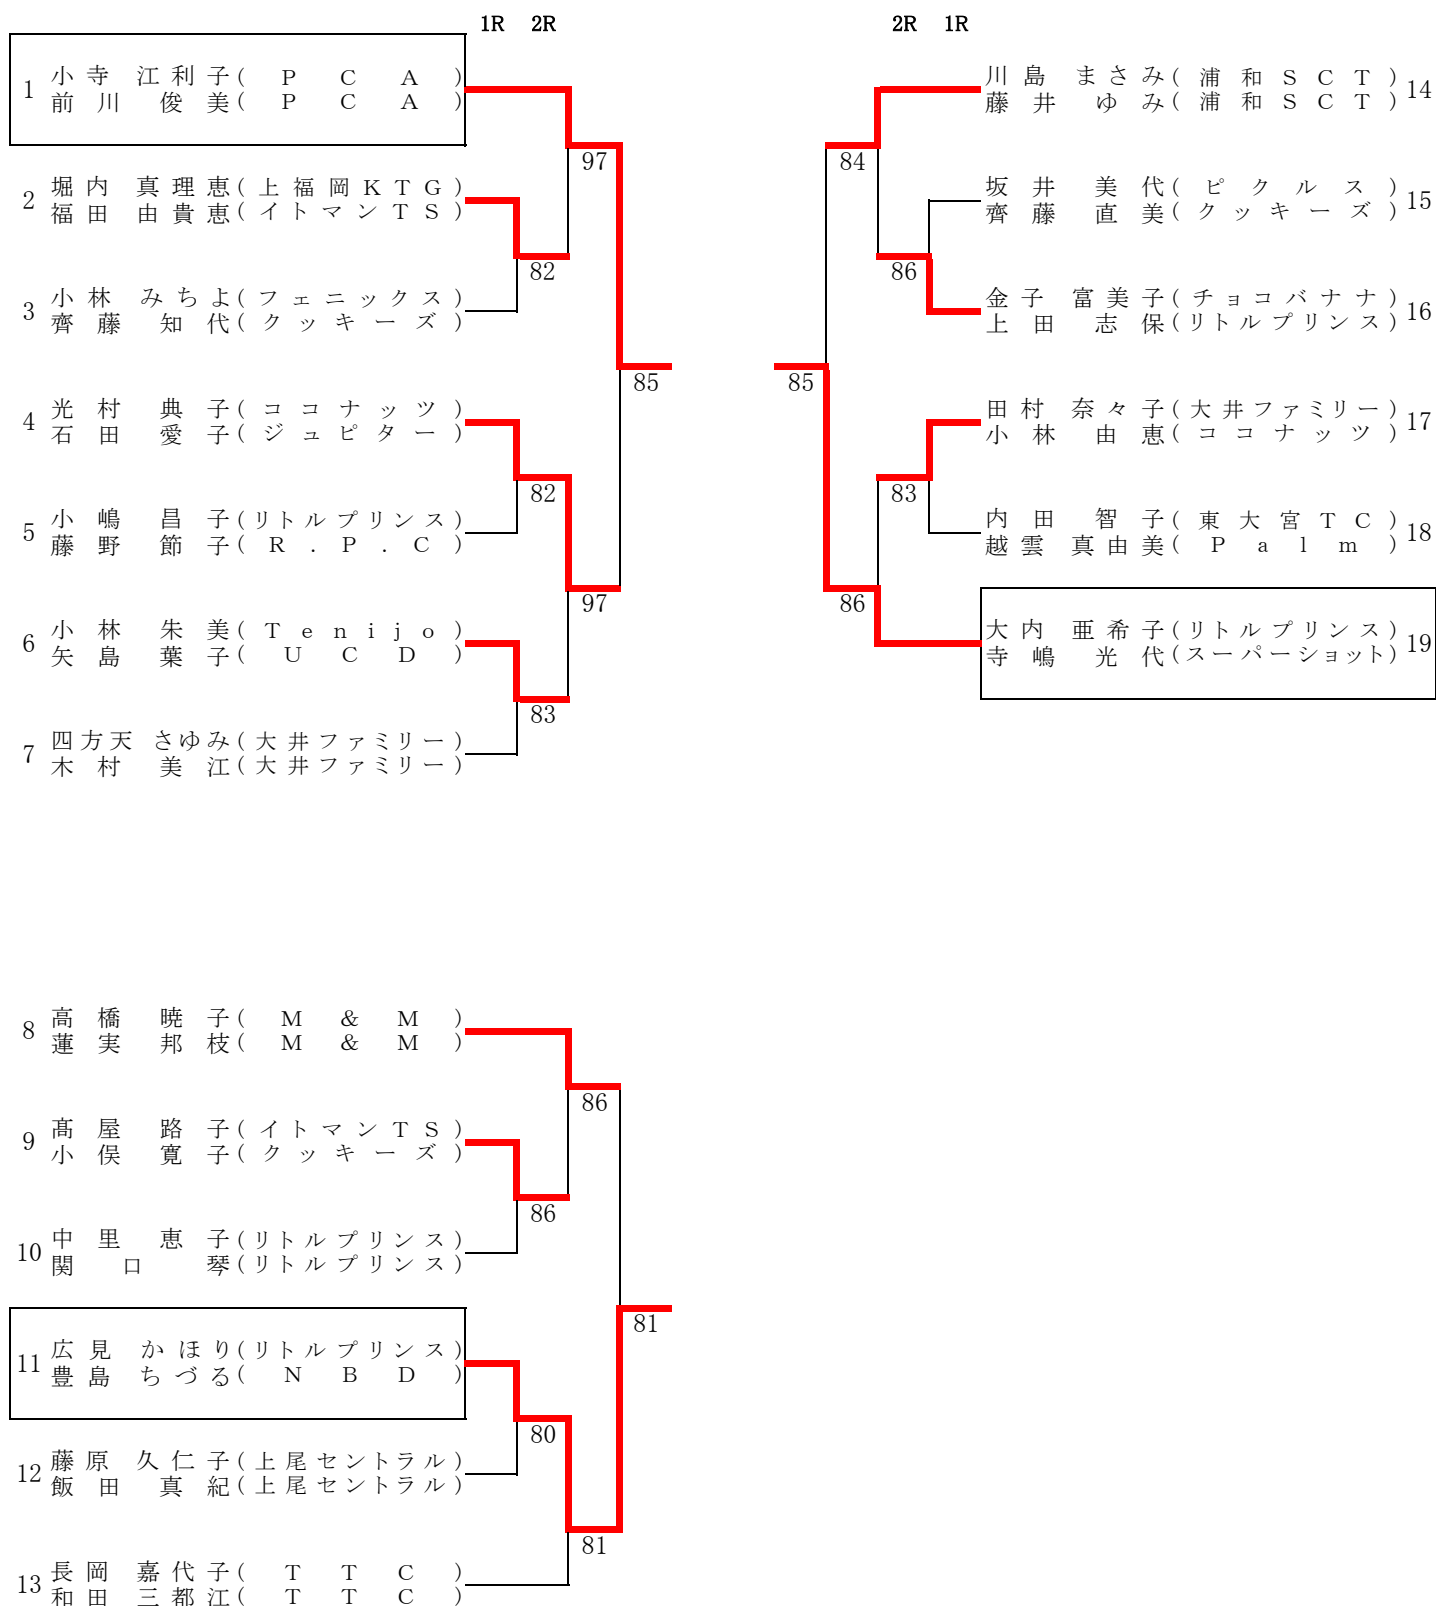 1R 2R
1 小寺 江利子(PCA)
前川 俊美(PCA)
97
2 堀内 真理恵(上福岡KTG)
福田 由貴恵(イトマンTS)
82
3 小林 みちよ(フェニックス)
齊藤 知代(クッキーズ)
85
4 光村 典子(ココナッツ)
石田 愛子(ジュピター)
82
5 小嶋 昌子(リトルプリンス)
藤野 節子(R.P.C)
97
6 小林 朱美(Tenijo)
矢島 葉子(UCD)
83
7 四方天 さゆみ(大井ファミリー)
木村 美江(大井ファミリー)
8 高橋 暁子(M&M)
蓮実 邦枝(M&M)
86
9 髙屋 路子(イトマンTS)
小俣 寛子(クッキーズ)
86
10 中里 恵子(リトルプリンス)
関口 琴(リトルプリンス)
81
11 広見 かほり(リトルプリンス)
豊島 ちづる(NBD)
80
12 藤原 久仁子(上尾セントラル)
飯田 真紀(上尾セントラル)
81
13 長岡 嘉代子(TTC)
和田 三都江(TTC)
2R 1R
川島 まさみ(浦和SCT) 14
藤井 ゆみ(浦和SCT)
84
坂井 美代(ピクルス) 15
齊藤 直美(クッキーズ)
86
金子 富美子(チョコバナナ) 16
上田 志保(リトルプリンス)
85
田村 奈々子(大井ファミリー) 17
小林 由恵(ココナッツ)
83
内田 智子(東大宮TC) 18
越雲 真由美(Palm)
86
大内 亜希子(リトルプリンス) 19
寺嶋 光代(スーパーショット)